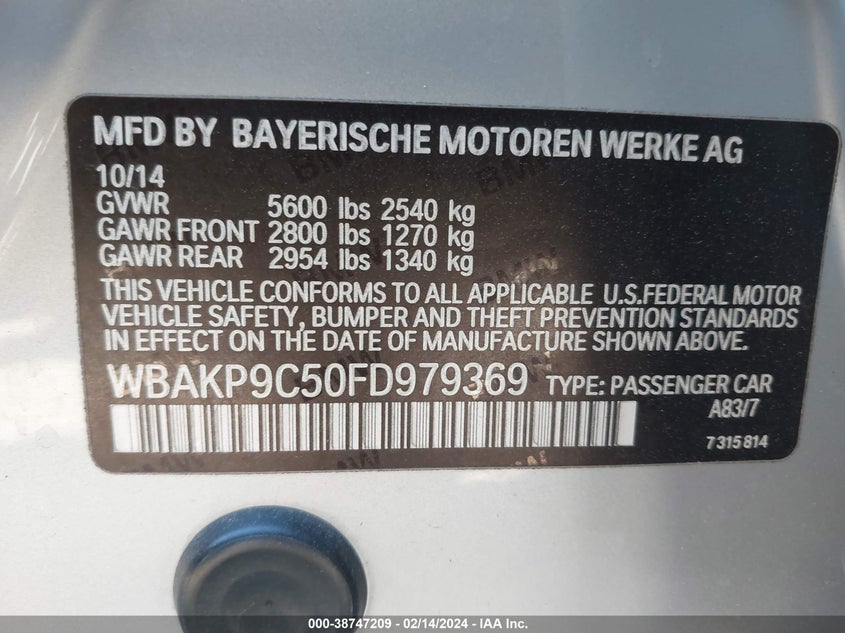 MFD BY BAYERISCHE MOTOREN WERKE AG
10/14
GVWR 5600 lbs 2540 kg
GAWR FRONT 2800 lbs 1270 kg
GAWR REAR 2954 lbs 1340 kg
THIS VEHICLE CONFORMS TO ALL APPLICABLE U.S.FEDERAL MOTOR
VEHICLE SAFETY, BUMPER AND THEFT PREVENTION STANDARDS
IN EFFECT ON THE DATE OF MANUFACTURE SHOWN ABOVE.
WBAKP9C50FD979369 TYPE: PASSENGER CAR
A83/7
7 315 814
000-38747209 - 02/14/2024 - IAA Inc.